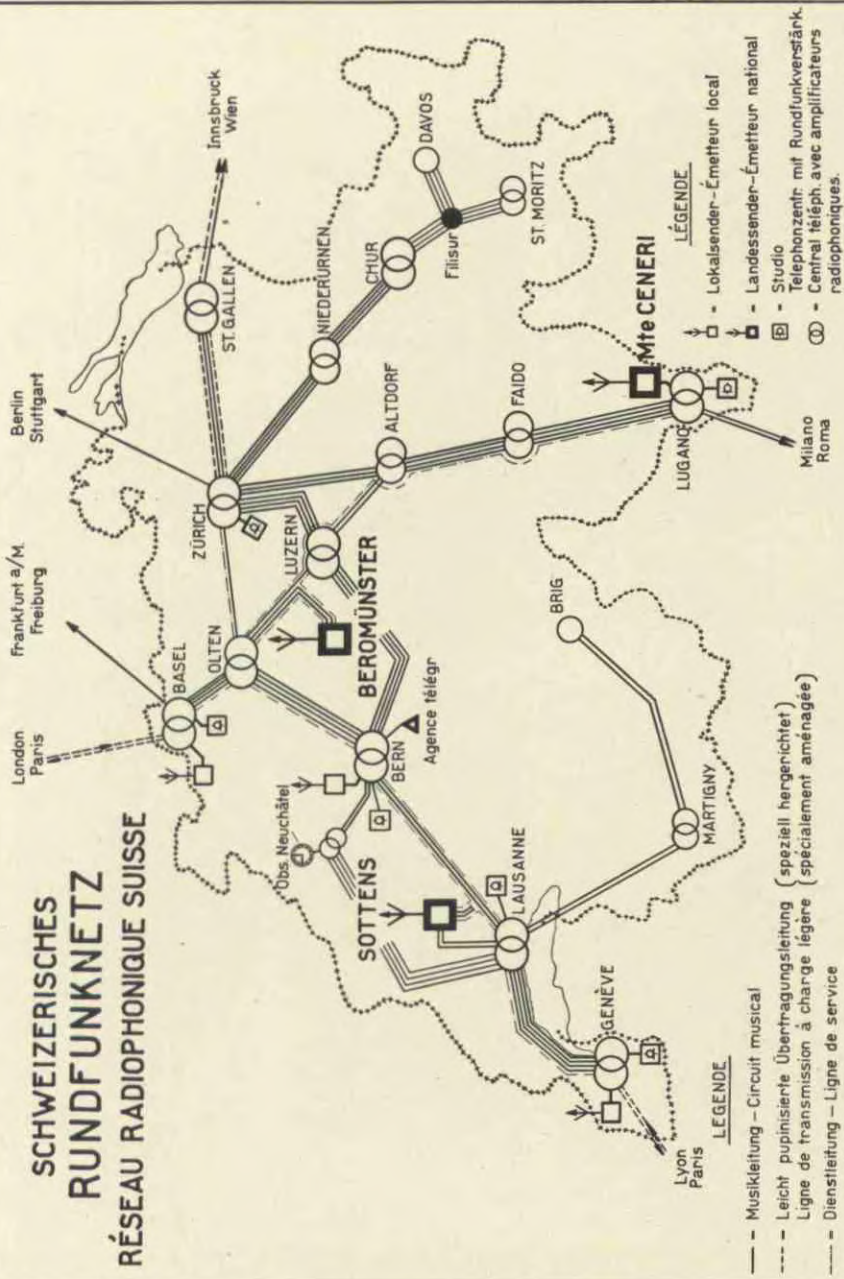 SCHWEIZERISCHES
RUNDFUNKNETZ
RÉSEAU RADIOPHONIQUE SUISSE
London
Paris
Frankfurt a/M.
Freiburg
Berlin
Stuttgart
Innsbruck
Wien
BASEL
OLTEN
ZÜRICH
ST. GALLEN
LUZERN
NIEDERURNEN
CHUR
DAVOS
Filisur
ST. MORITZ
BEROMÜNSTER
ALTDORF
FAIDO
Mte CENERI
LUGANO
Milano
Roma
Obs. Neuchâtel
BERN
Agence télégr
SOTTENS
LAUSANNE
BRIG
MARTIGNY
GENÈVE
Lyon
Paris
LÉGENDE
— = Musikleitung – Circuit musical
--- = Leicht pupinisierte Übertragungsleitung (speziell hergerichtet)
Ligne de transmission à charge légère (spécialement aménagée)
= Dienstleitung – Ligne de service
LÉGENDE
- Lokalsender-Émetteur local
- Landessender-Émetteur national
- Studio
Telephonzentr. mit Rundfunkverstärk.
- Central téléph. avec amplificateurs
radiophoniques.